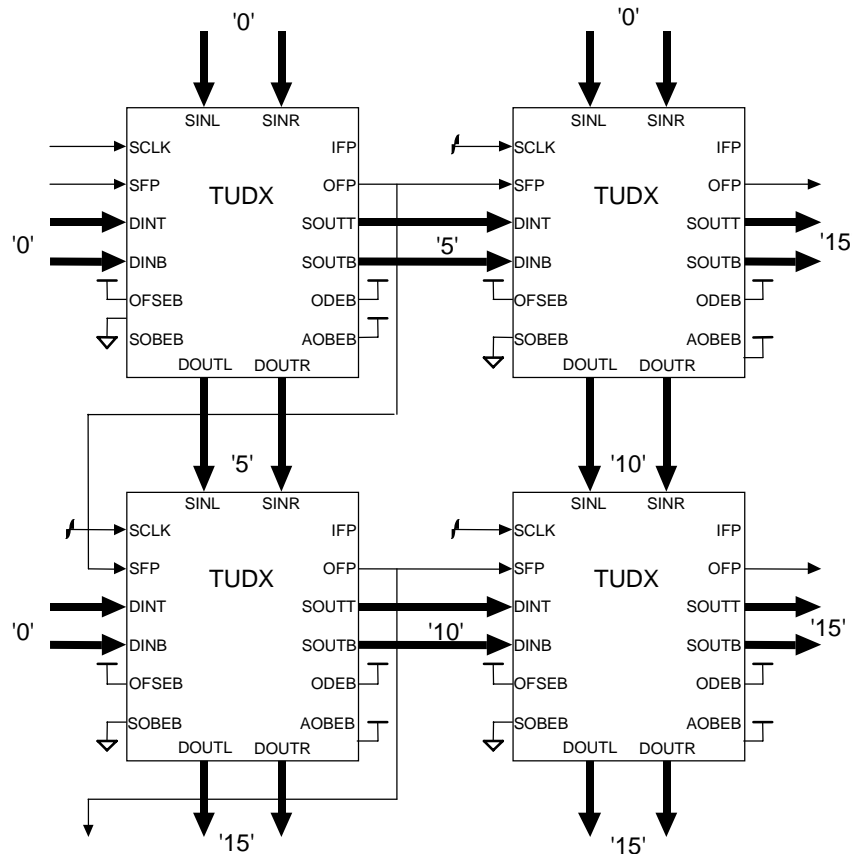 '0' '0'
SINL SINR SINL SINR
SCLK IFP SCLK IFP
SFP OFP SFP OFP
TUDX TUDX
DINT SOUTT DINT SOUTT
'0' '5' '15
DINB SOUTB DINB SOUTB
OFSEB ODEB OFSEB ODEB
SOBEB AOBEB SOBEB AOBEB
DOUTL DOUTR DOUTL DOUTR
'5' '10'
SINL SINR SINL SINR
SCLK IFP SCLK IFP
SFP OFP SFP OFP
TUDX TUDX
DINT SOUTT DINT SOUTT
'0' '10' '15'
DINB SOUTB DINB SOUTB
OFSEB ODEB OFSEB ODEB
SOBEB AOBEB SOBEB AOBEB
DOUTL DOUTR DOUTL DOUTR
'15' '15'